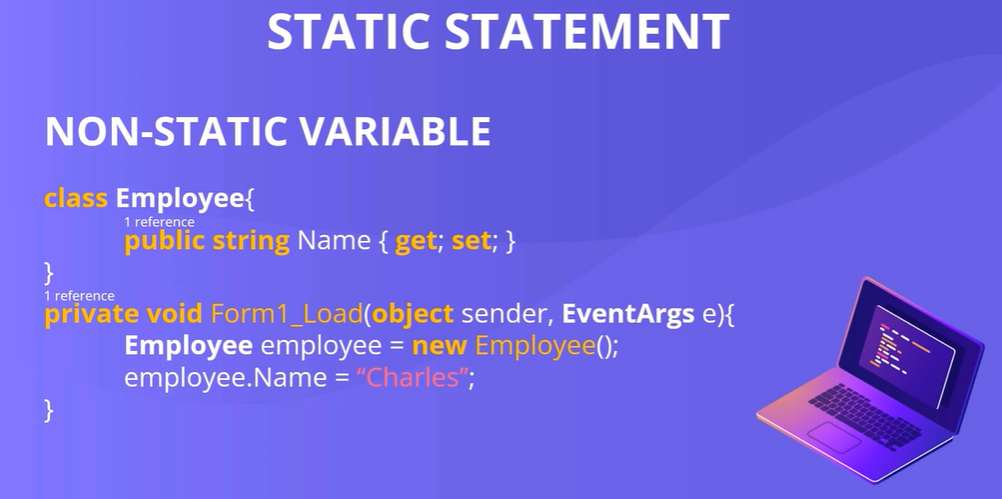 STATIC STATEMENT
NON-STATIC VARIABLE
class Employee{
1 reference
public string Name { get; set; }
}
1 reference
private void Form1_Load(object sender, EventArgs e){
Employee employee = new Employee();
employee.Name = “Charles”;
}